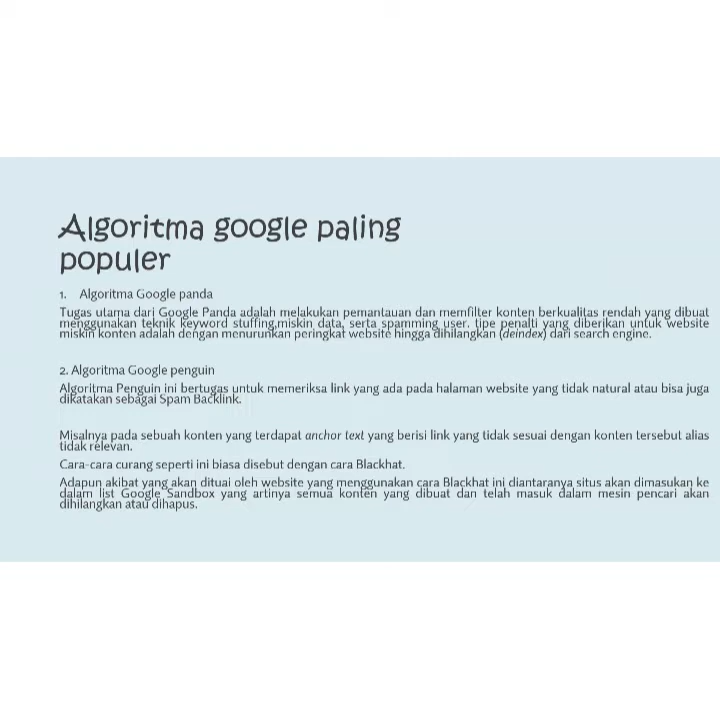 Algoritma google paling
populer
1. Algoritma Google panda
Tugas utama dari Google Panda adalah melakukan pemantauan dan memfilter konten berkualitas rendah yang dibuat
menggunakan teknik keyword stuffing,miskin data, serta spamming user. tipe penalti yang diberikan untuk website
miskin konten adalah dengan menurunkan peringkat website hingga dihilangkan (deindex) dari search engine.
2. Algoritma Google penguin
Algoritma Penguin ini bertugas untuk memeriksa link yang ada pada halaman website yang tidak natural atau bisa juga
dikatakan sebagai Spam Backlink.
Misalnya pada sebuah konten yang terdapat anchor text yang berisi link yang tidak sesuai dengan konten tersebut alias
tidak relevan.
Cara-cara curang seperti ini biasa disebut dengan cara Blackhat.
Adapun akibat yang akan dituai oleh website yang menggunakan cara Blackhat ini diantaranya situs akan dimasukan ke
dalam list Google Sandbox yang artinya semua konten yang dibuat dan telah masuk dalam mesin pencari akan
dihilangkan atau dihapus.